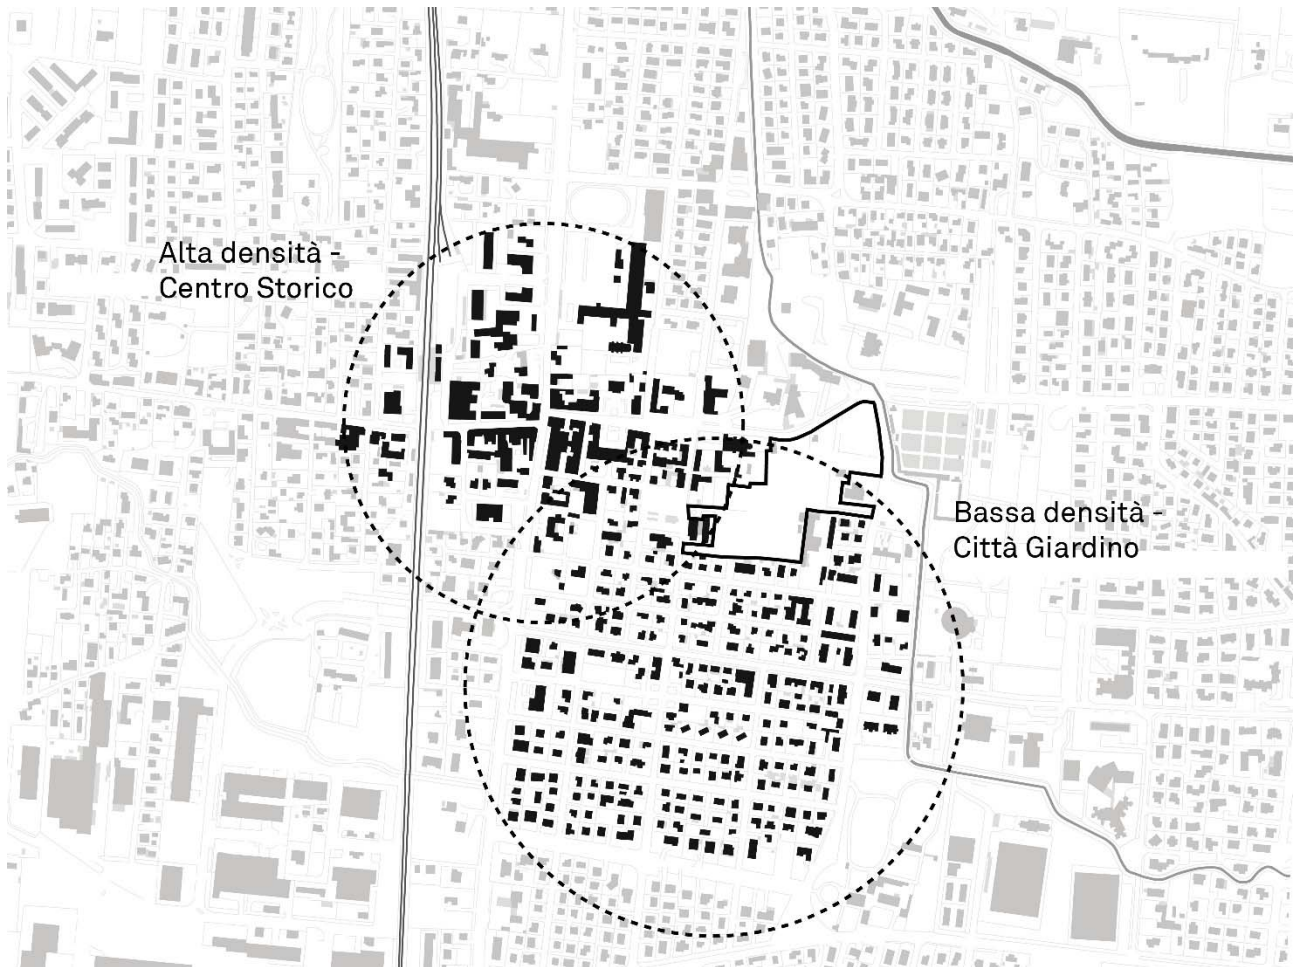 Alta densità -
Centro Storico
Bassa densità -
Città Giardino